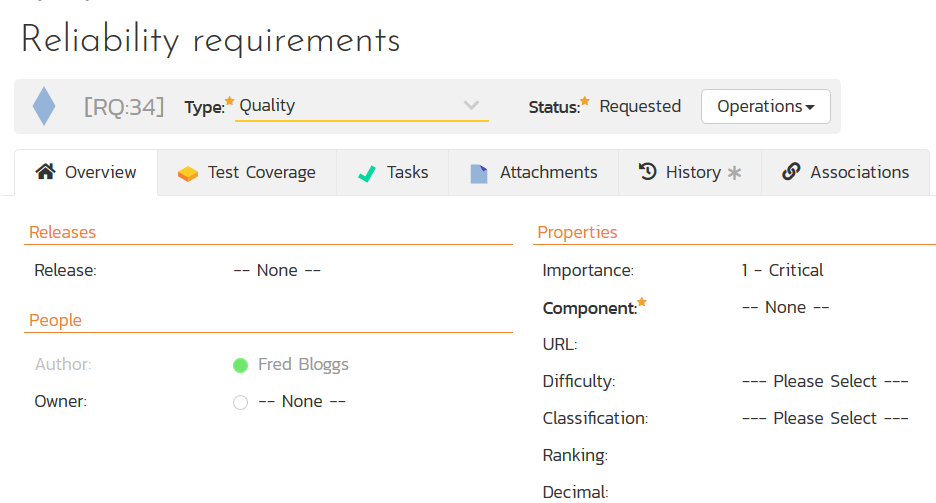 Reliability requirements
[RQ:34] Type: Quality Status: Requested Operations
Overview Test Coverage Tasks Attachments History Associations
Releases
Release: -- None --
People
Author: Fred Bloggs
Owner: -- None --
Properties
Importance: 1 - Critical
Component: -- None --
URL:
Difficulty: --- Please Select ---
Classification: --- Please Select ---
Ranking:
Decimal: